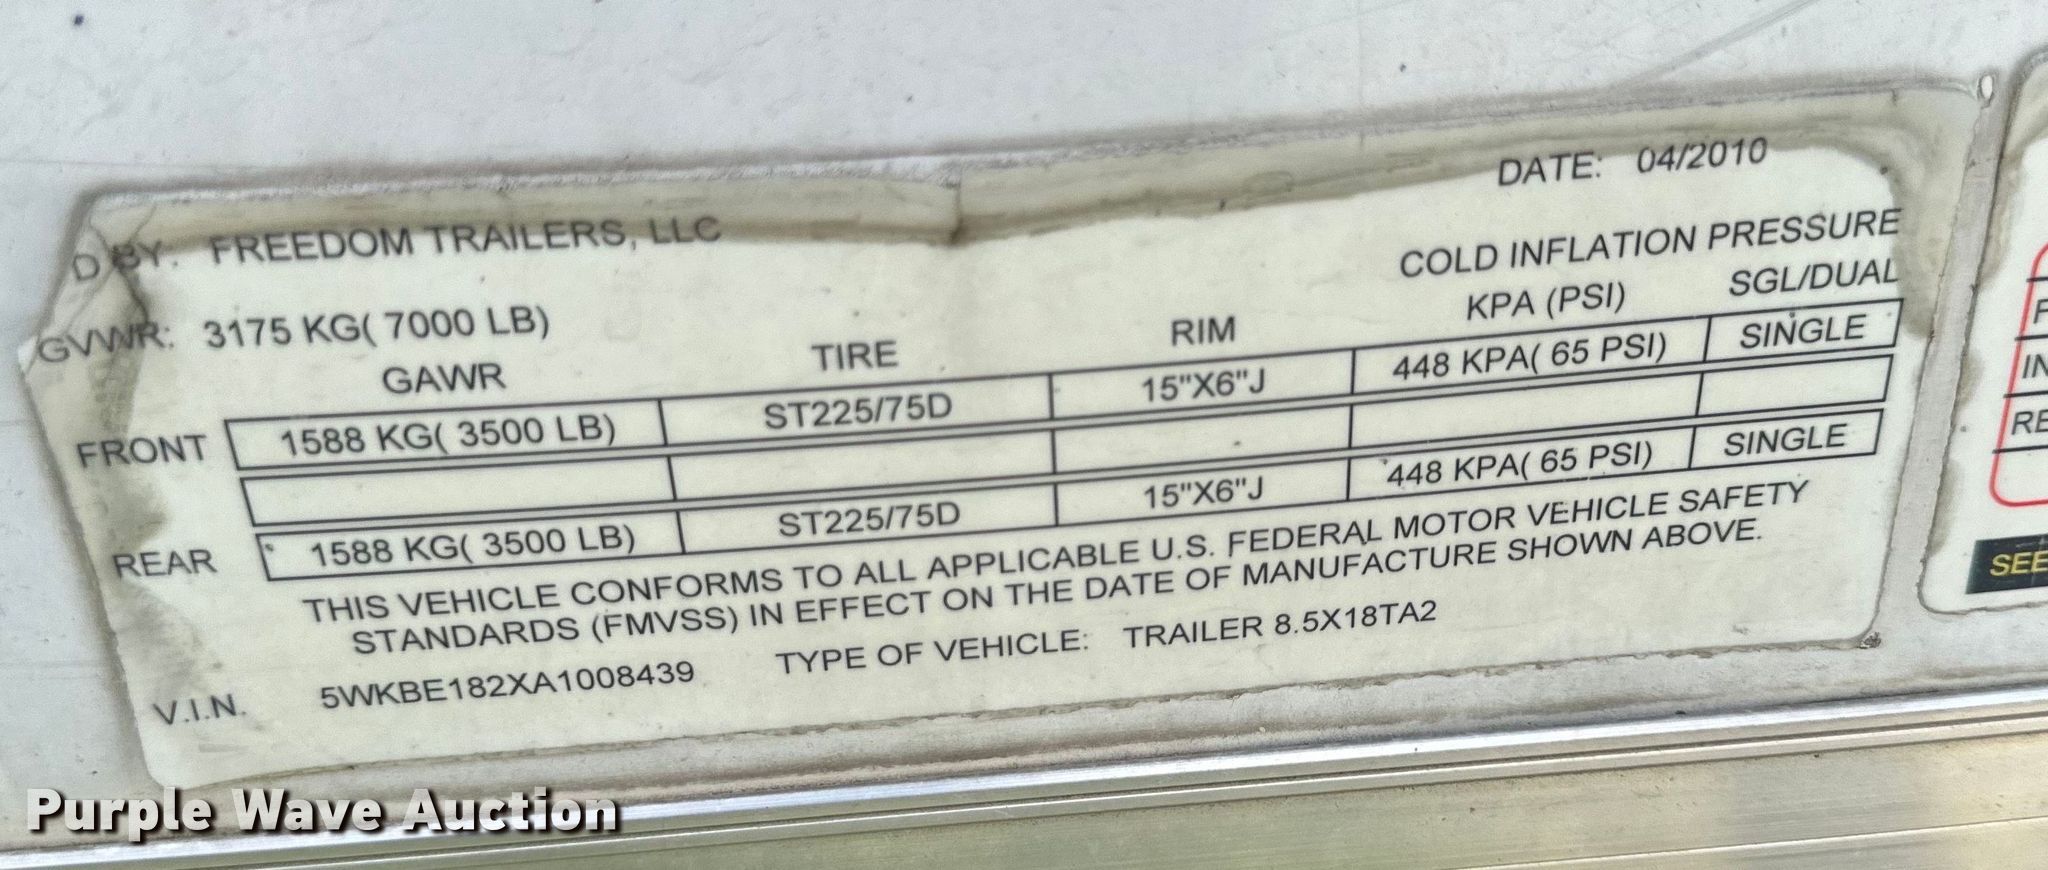 DATE: 04/2010
D BY: FREEDOM TRAILERS, LLC
COLD INFLATION PRESSURE
GVWR: 3175 KG( 7000 LB)
GAWR TIRE RIM KPA (PSI) SGL/DUAL
FRONT 1588 KG( 3500 LB) ST225/75D 15"X6"J 448 KPA( 65 PSI) SINGLE
REAR 1588 KG( 3500 LB) ST225/75D 15"X6"J 448 KPA( 65 PSI) SINGLE
THIS VEHICLE CONFORMS TO ALL APPLICABLE U.S. FEDERAL MOTOR VEHICLE SAFETY
STANDARDS (FMVSS) IN EFFECT ON THE DATE OF MANUFACTURE SHOWN ABOVE.
V.I.N. 5WKBE182XA1008439 TYPE OF VEHICLE: TRAILER 8.5X18TA2
F
IN
RE
SEE
Purple Wave Auction